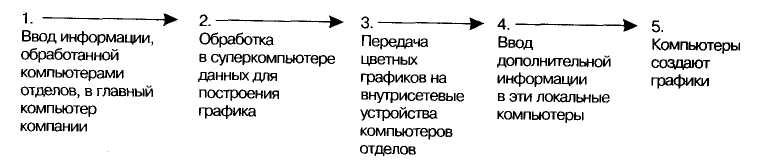 1.
Ввод информации,
обработанной
компьютерами
отделов, в главный
компьютер
компании
2.
Обработка
в суперкомпьютере
данных для
построения
графика
3.
Передача
цветных
графиков на
внутрисетевые
устройства
компьютеров
отделов
4.
Ввод
дополнительной
информации
в эти локальные
компьютеры
5.
Компьютеры
создают
графики